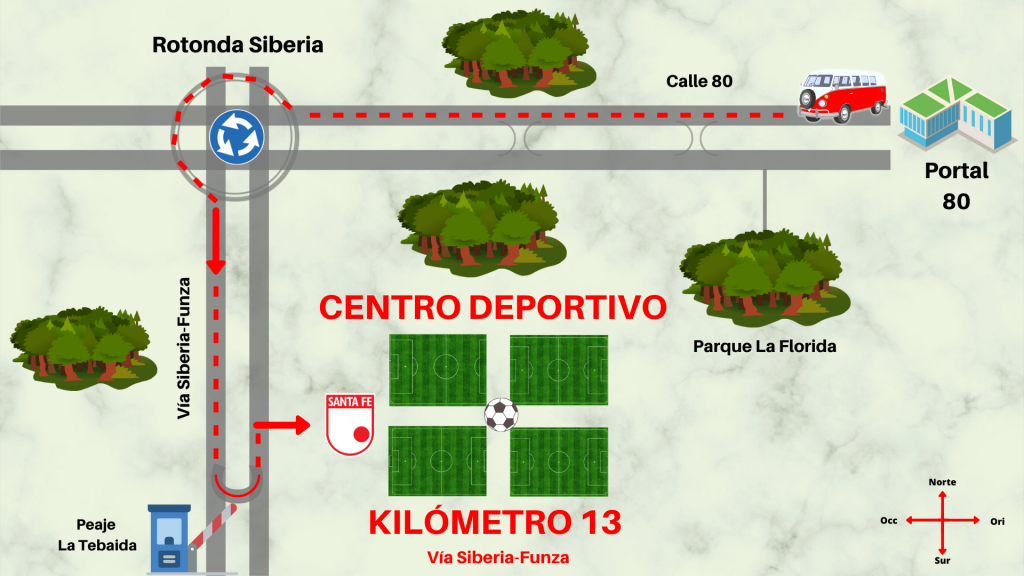 Rotonda Siberia
Calle 80
Portal
80
Vía Siberia-Funza
CENTRO DEPORTIVO
Parque La Florida
SANTA FE
KILÓMETRO 13
Vía Siberia-Funza
Peaje
La Tebaida
Norte
Occ
Ori
Sur